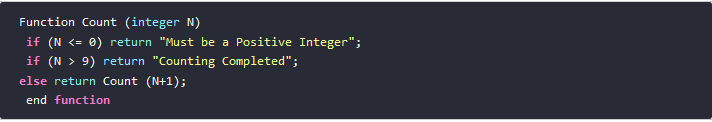 Function Count (integer N)
if (N <= 0) return "Must be a Positive Integer";
if (N > 9) return "Counting Completed";
else return Count (N+1);
end function